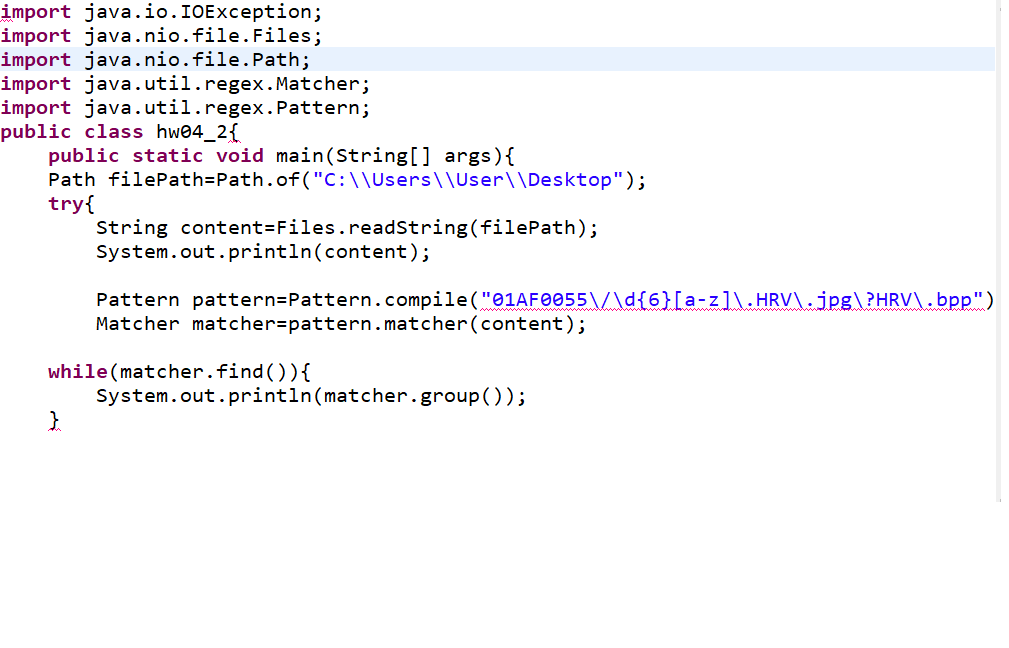 import java.io.IOException;
import java.nio.file.Files;
import java.nio.file.Path;
import java.util.regex.Matcher;
import java.util.regex.Pattern;
public class hw04_2{
    public static void main(String[] args){
    Path filePath=Path.of("C:\\Users\\User\\Desktop");
    try{
        String content=Files.readString(filePath);
        System.out.println(content);

        Pattern pattern=Pattern.compile("01AF0055\/\d{6}[a-z]\.HRV\.jpg\?HRV\.bpp")
        Matcher matcher=pattern.matcher(content);

    while(matcher.find()){
        System.out.println(matcher.group());
    }